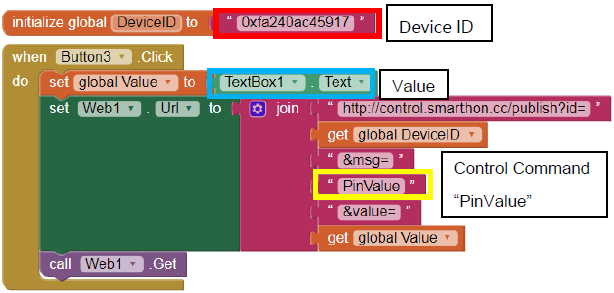 initialize global DeviceID to " 0xfa240ac45917 " Device ID
when Button3 .Click
do set global Value to TextBox1 . Text Value
set Web1 . Url to join " http://control.smarthon.cc/publish?id= "
get global DeviceID
" &msg= "
" PinValue "
" &value= "
get global Value
Control Command
“PinValue”
call Web1 .Get